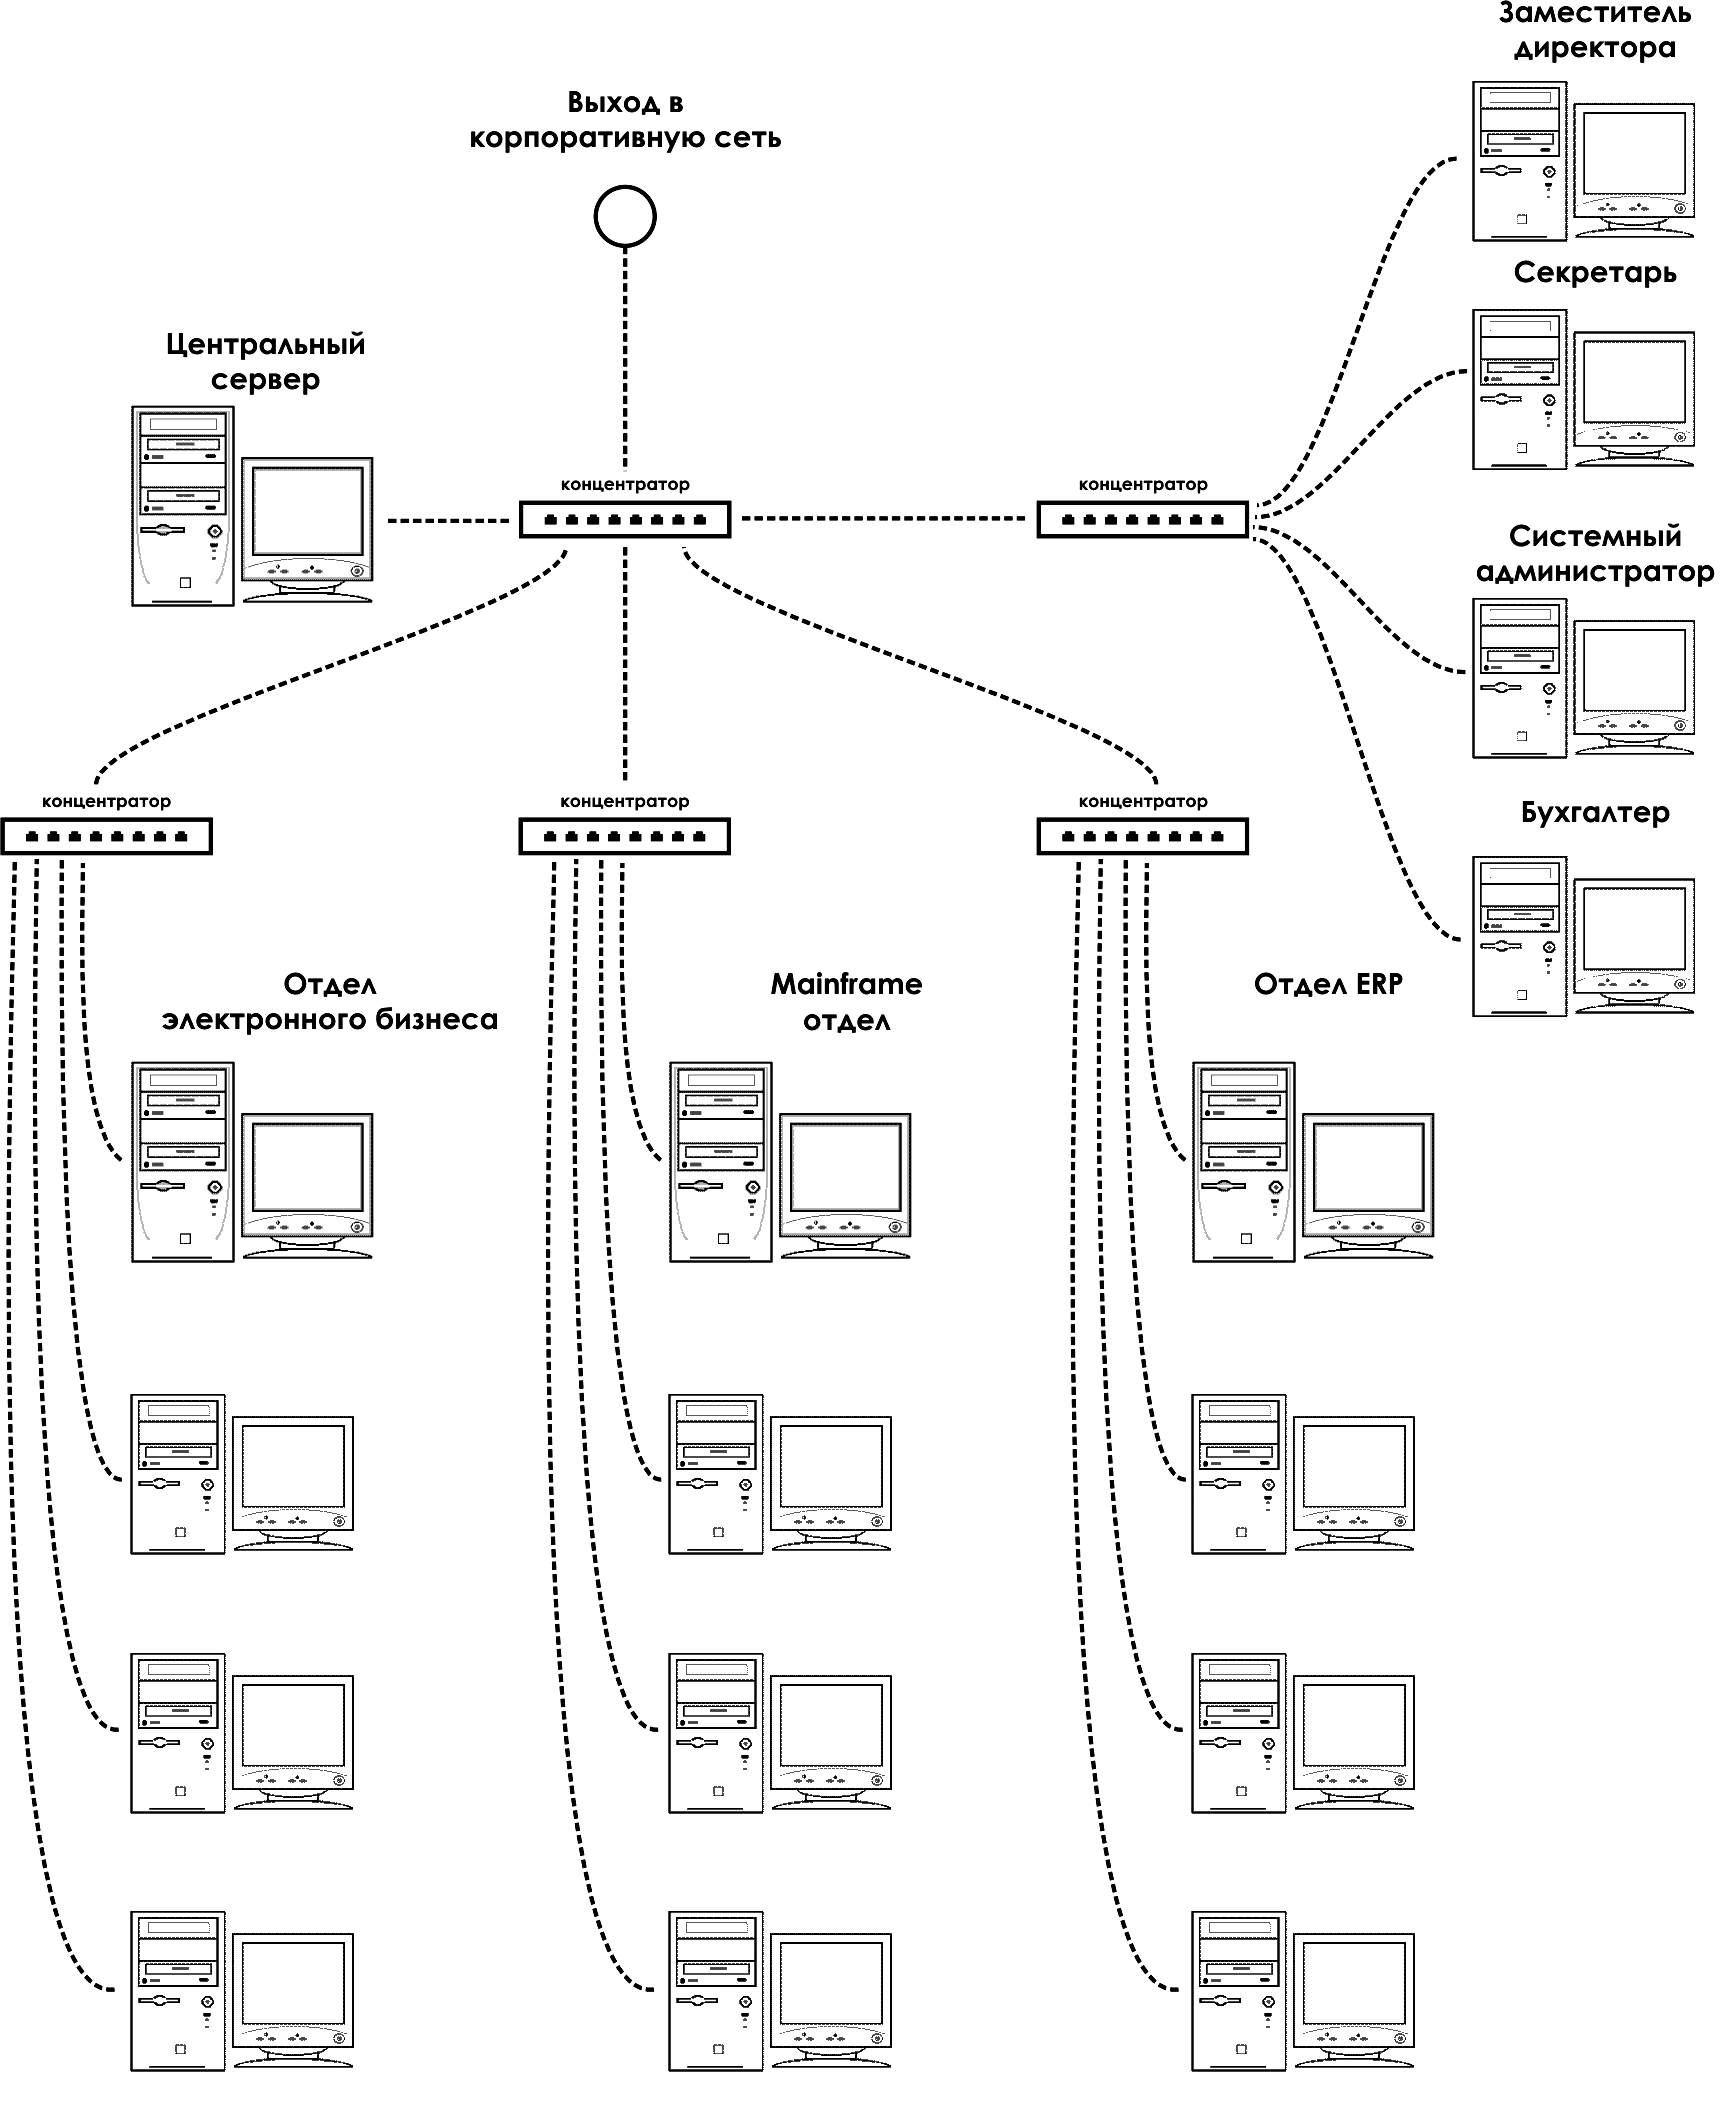 Заместитель
директора
Выход в
корпоративную сеть
Секретарь
Центральный
сервер
концентратор
концентратор
Системный
администратор
концентратор
концентратор
концентратор
Бухгалтер
Отдел
электронного бизнеса
Mainframe
отдел
Отдел ERP